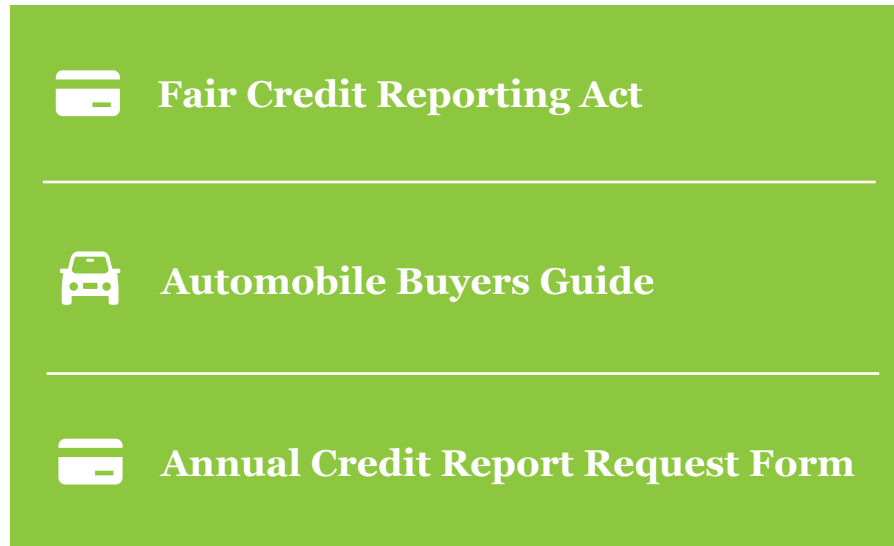 Fair Credit Reporting Act
Automobile Buyers Guide
Annual Credit Report Request Form